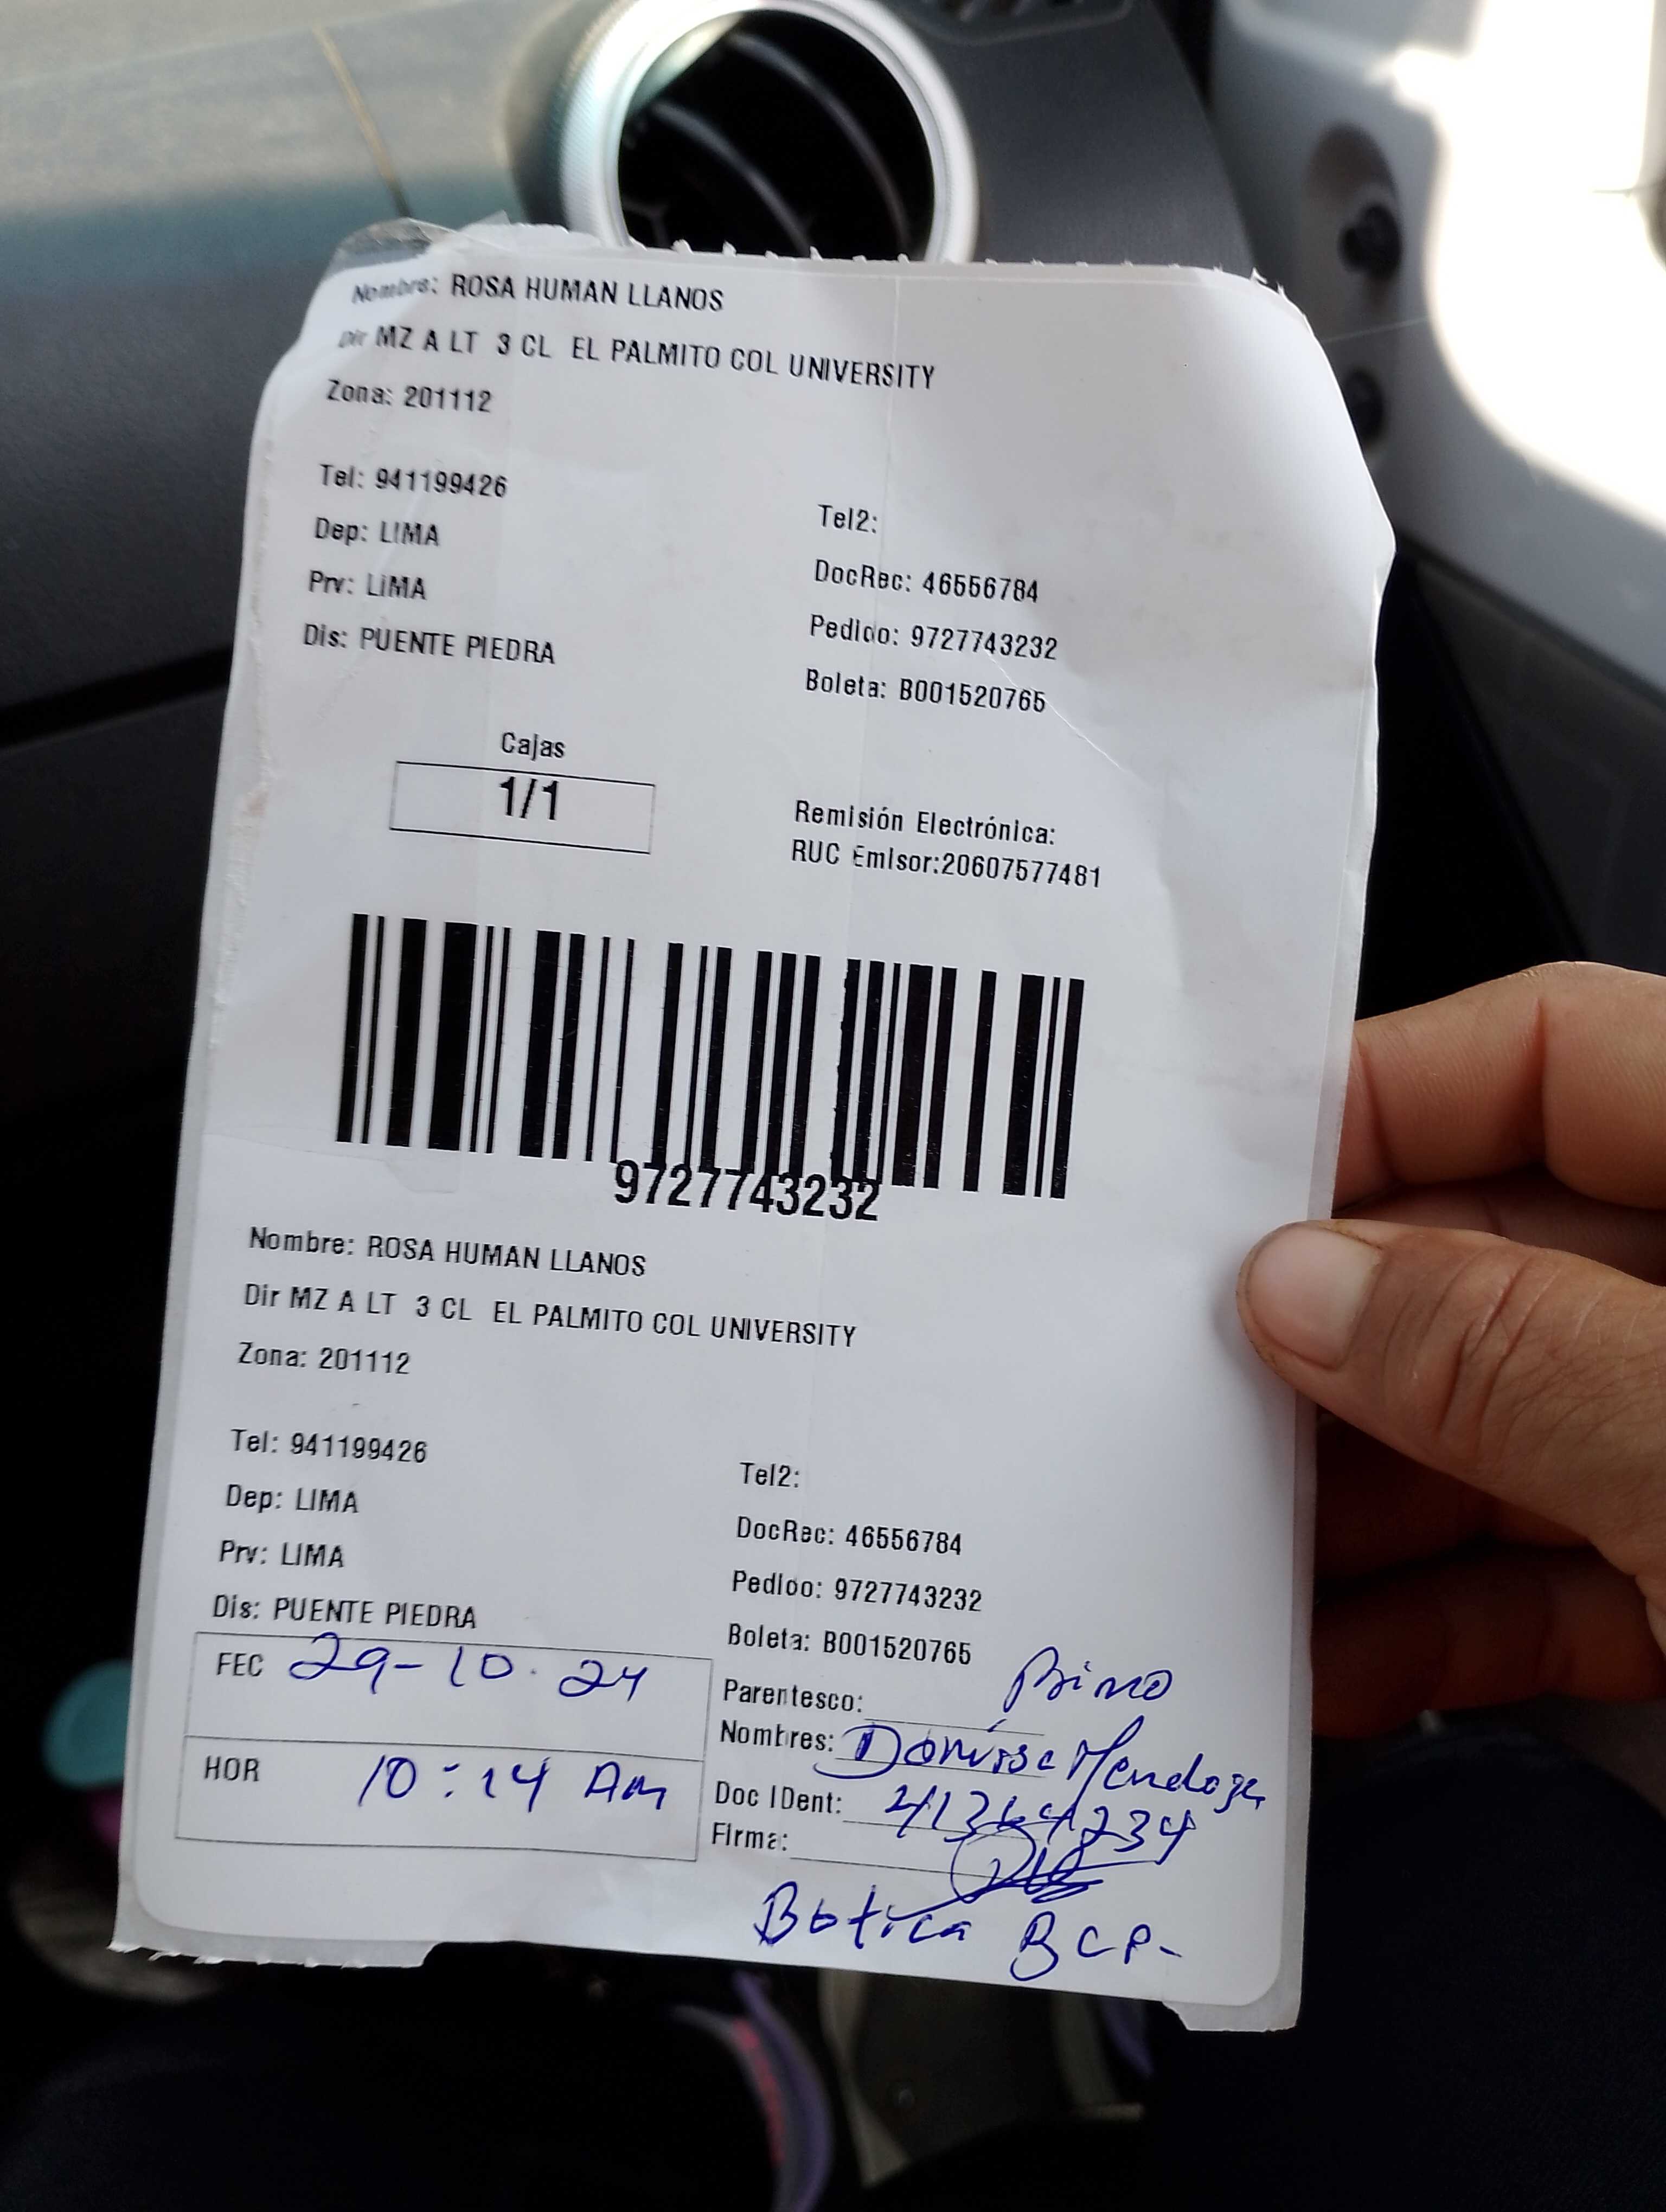 Nombre: ROSA HUMAN LLANOS
Dir MZ A LT 3 CL EL PALMITO COL UNIVERSITY
Zona: 201112
Tel: 941199426
Tel2:
Dep: LIMA
DocRec: 46556784
Prv: LIMA
Pedido: 9727743232
Dis: PUENTE PIEDRA
Boleta: B001520765
Cajas
1/1
Remisión Electrónica:
RUC Emisor:20607577481
9727743232
Nombre: ROSA HUMAN LLANOS
Dir MZ A LT 3 CL EL PALMITO COL UNIVERSITY
Zona: 201112
Tel: 941199426
Tel2:
Dep: LIMA
DocRec: 46556784
Prv: LIMA
Pedido: 9727743232
Dis: PUENTE PIEDRA
Boleta: B001520765
FEC 29-10.24
Parentesco: Primo
Nombres: Mendoza
HOR 10:14 Am
Doc IDent:
Firma:
Botica BCP-